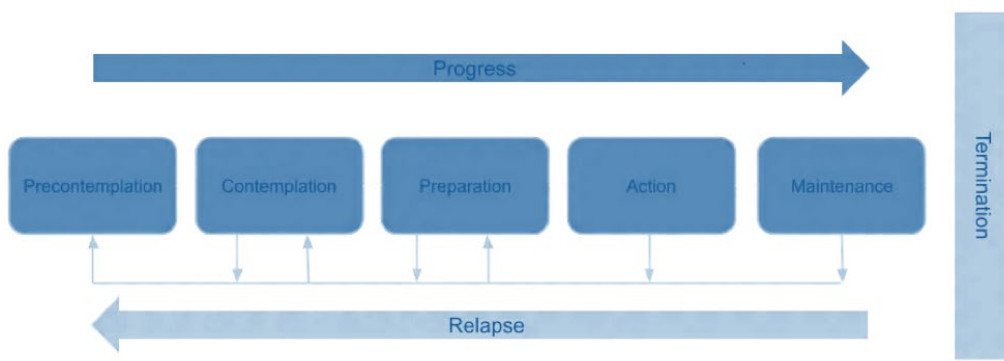 Progress
Precontemplation
Contemplation
Preparation
Action
Maintenance
Termination
Relapse